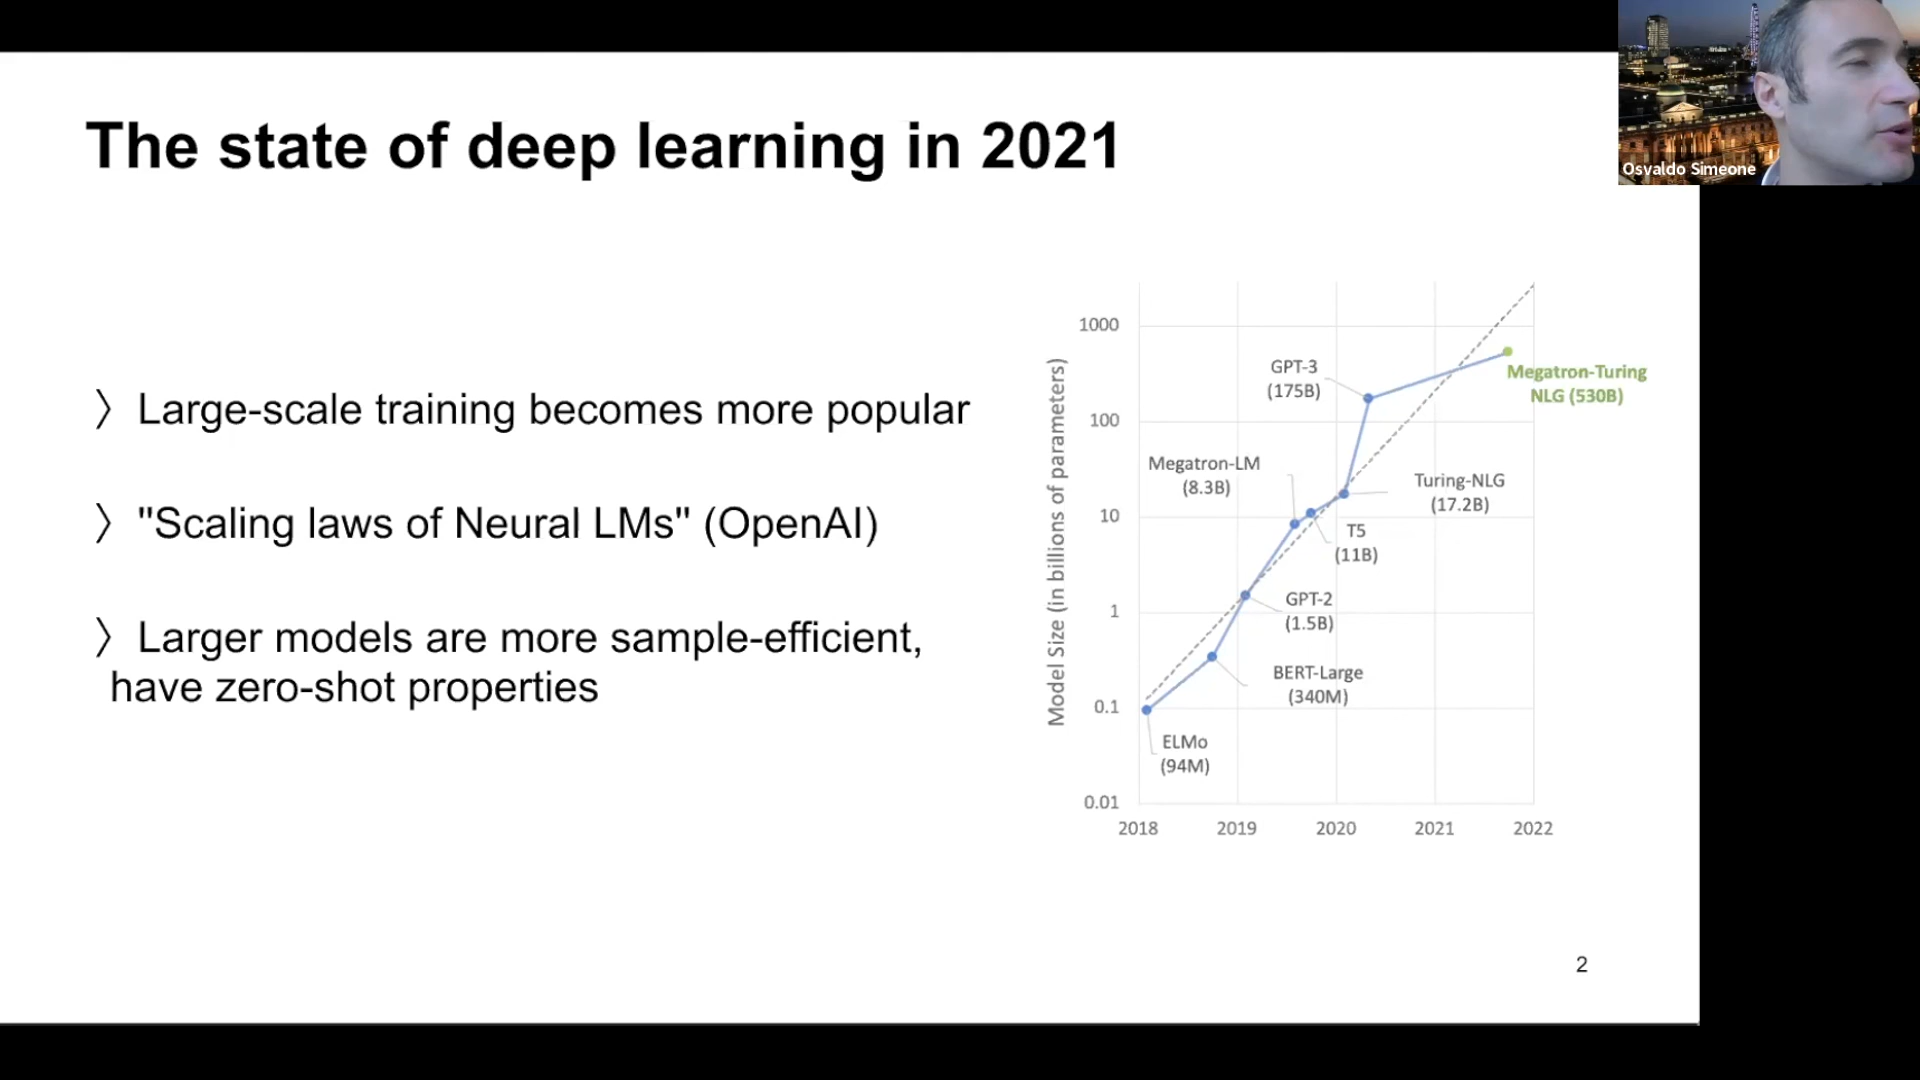 The state of deep learning in 2021
Osvaldo Simeone
〉 Large-scale training becomes more popular
〉 "Scaling laws of Neural LMs" (OpenAI)
〉 Larger models are more sample-efficient,
have zero-shot properties
Model Size (in billions of parameters)
1000
100
10
1
0.1
0.01
2018 2019 2020 2021 2022
GPT-3
(175B)
Megatron-Turing
NLG (530B)
Megatron-LM
(8.3B)
Turing-NLG
(17.2B)
T5
(11B)
GPT-2
(1.5B)
BERT-Large
(340M)
ELMo
(94M)
2